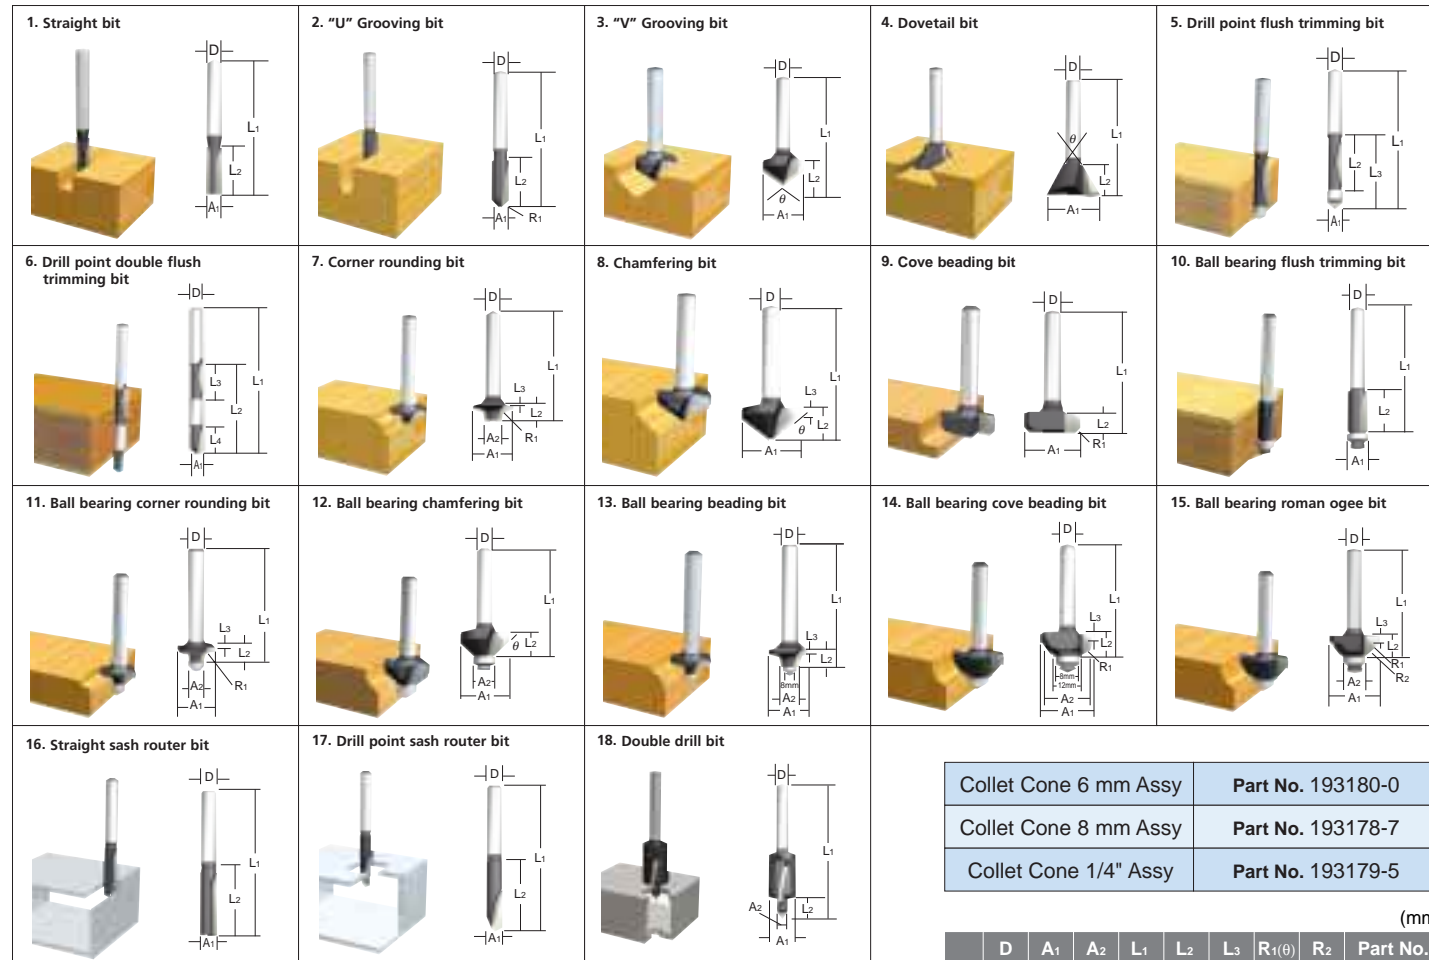 1. Straight bit
D
L1
L2
A1
2. "U" Grooving bit
D
L1
L2
A1
R1
3. "V" Grooving bit
D
L1
L2
θ
A1
4. Dovetail bit
D
θ
L1
L2
A1
5. Drill point flush trimming bit
D
L1
L2
L3
A1
6. Drill point double flush
trimming bit
D
L3
L1
L2
L4
A1
7. Corner rounding bit
D
L1
L3
L2
A2
R1
A1
8. Chamfering bit
D
L1
L3
L2
θ
A1
9. Cove beading bit
D
L1
L2
R1
A1
10. Ball bearing flush trimming bit
D
L1
L2
A1
11. Ball bearing corner rounding bit
D
L1
L3
L2
A2
R1
A1
12. Ball bearing chamfering bit
D
L1
θ
L2
A2
A1
13. Ball bearing beading bit
D
L1
L3
L2
8mm
A2
A1
14. Ball bearing cove beading bit
D
L1
L3
L2
R1
8mm
12mm
A2
A1
15. Ball bearing roman ogee bit
D
L1
L3
L2
R1
A2
R2
A1
16. Straight sash router bit
D
L1
L2
A1
17. Drill point sash router bit
D
L1
L2
A1
18. Double drill bit
D
L1
A2
L2
A1
Collet Cone 6 mm Assy Part No. 193180-0
Collet Cone 8 mm Assy Part No. 193178-7
Collet Cone 1/4" Assy Part No. 193179-5
(mm
D A1 A2 L1 L2 L3 R1(θ) R2 Part No.